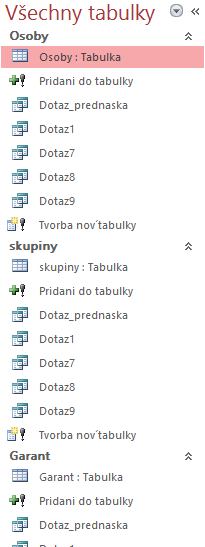 Všechny tabulky
Osoby
Osoby : Tabulka
Pridani do tabulky
Dotaz_prednaska
Dotaz1
Dotaz7
Dotaz8
Dotaz9
Tvorba nov´tabulky
skupiny
skupiny : Tabulka
Pridani do tabulky
Dotaz_prednaska
Dotaz1
Dotaz7
Dotaz8
Dotaz9
Tvorba nov´tabulky
Garant
Garant : Tabulka
Pridani do tabulky
Dotaz_prednaska